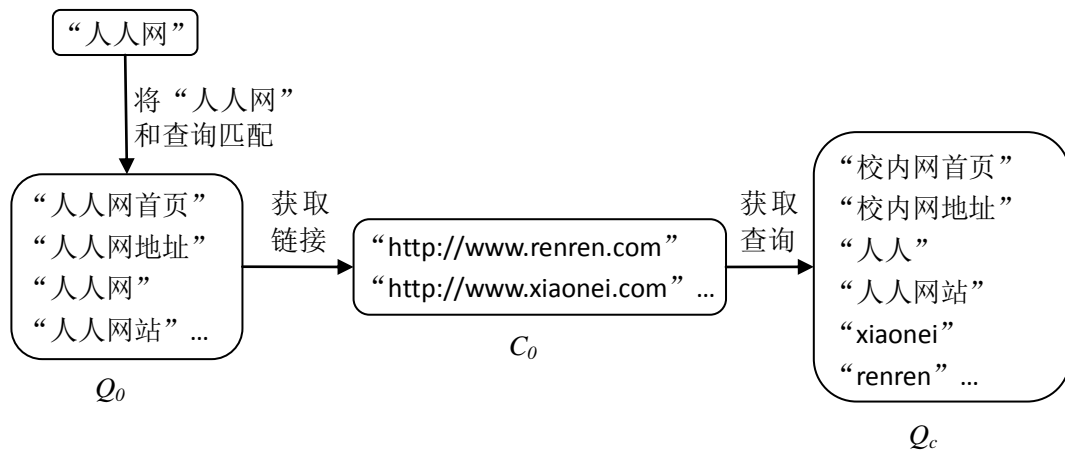 “人人网”
将“人人网”
和查询匹配
“人人网首页”
“人人网地址”
“人人网”
“人人网站”...
Q0
获取
链接
“http://www.renren.com”
“http://www.xiaonei.com” ...
C0
获取
查询
“校内网首页”
“校内网地址”
“人人”
“人人网站”
“xiaonei”
“renren” ...
Qc